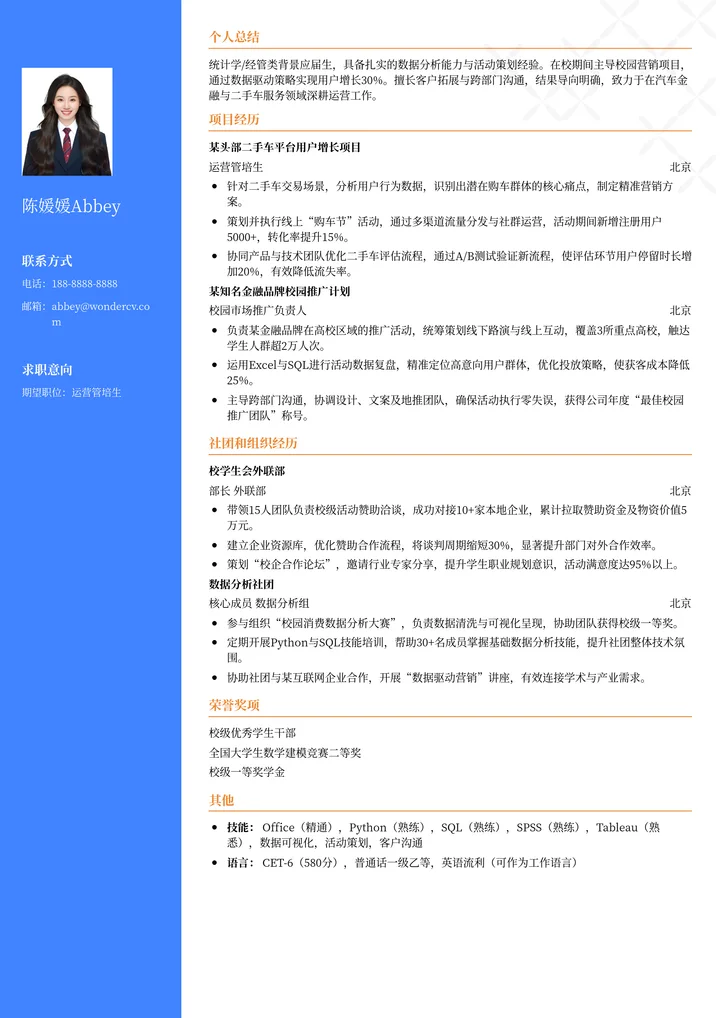 陈媛媛Abbey
联系方式
电话：188-8888-8888
邮箱：abbey@wondercv.co
m
求职意向
期望职位：运营管培生
个人总结
统计学/经管类背景应届生，具备扎实的数据分析能力与活动策划经验。在校期间主导校园营销项目，
通过数据驱动策略实现用户增长30%。擅长客户拓展与跨部门沟通，结果导向明确，致力于在汽车金
融与二手车服务领域深耕运营工作。
项目经历
某头部二手车平台用户增长项目
运营管培生 北京
• 针对二手车交易场景，分析用户行为数据，识别出潜在购车群体的核心痛点，制定精准营销方
案。
• 策划并执行线上“购车节”活动，通过多渠道流量分发与社群运营，活动期间新增注册用户
5000+，转化率提升15%。
• 协同产品与技术团队优化二手车评估流程，通过A/B测试验证新流程，使评估环节用户停留时长增
加20%，有效降低流失率。
某知名金融品牌校园推广计划
校园市场推广负责人 北京
• 负责某金融品牌在高校区域的推广活动，统筹策划线下路演与线上互动，覆盖3所重点高校，触达
学生人群超2万人次。
• 运用Excel与SQL进行活动数据复盘，精准定位高意向用户群体，优化投放策略，使获客成本降低
25%。
• 主导跨部门沟通，协调设计、文案及地推团队，确保活动执行零失误，获得公司年度“最佳校园
推广团队”称号。
社团和组织经历
校学生会外联部
部长 外联部 北京
• 带领15人团队负责校级活动赞助洽谈，成功对接10+家本地企业，累计拉取赞助资金及物资价值5
万元。
• 建立企业资源库，优化赞助合作流程，将谈判周期缩短30%，显著提升部门对外合作效率。
• 策划“校企合作论坛”，邀请行业专家分享，提升学生职业规划意识，活动满意度达95%以上。
数据分析社团
核心成员 数据分析组 北京
• 参与组织“校园消费数据分析大赛”，负责数据清洗与可视化呈现，协助团队获得校级一等奖。
• 定期开展Python与SQL技能培训，帮助30+名成员掌握基础数据分析技能，提升社团整体技术氛
围。
• 协助社团与某互联网企业合作，开展“数据驱动营销”讲座，有效连接学术与产业需求。
荣誉奖项
校级优秀学生干部
全国大学生数学建模竞赛二等奖
校级一等奖学金
其他
• 技能： Office（精通）, Python（熟练）, SQL（熟练）, SPSS（熟练）, Tableau（熟
悉）, 数据可视化, 活动策划, 客户沟通
• 语言： CET-6（580分）, 普通话一级乙等, 英语流利（可作为工作语言）